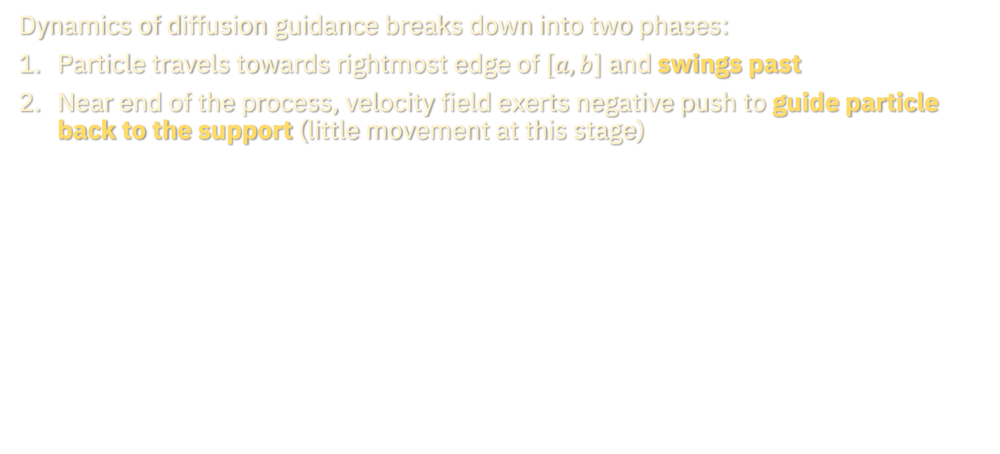 Dynamics of diffusion guidance breaks down into two phases:
1. Particle travels towards rightmost edge of [a, b] and swings past
2. Near end of the process, velocity field exerts negative push to guide particle
back to the support (little movement at this stage)